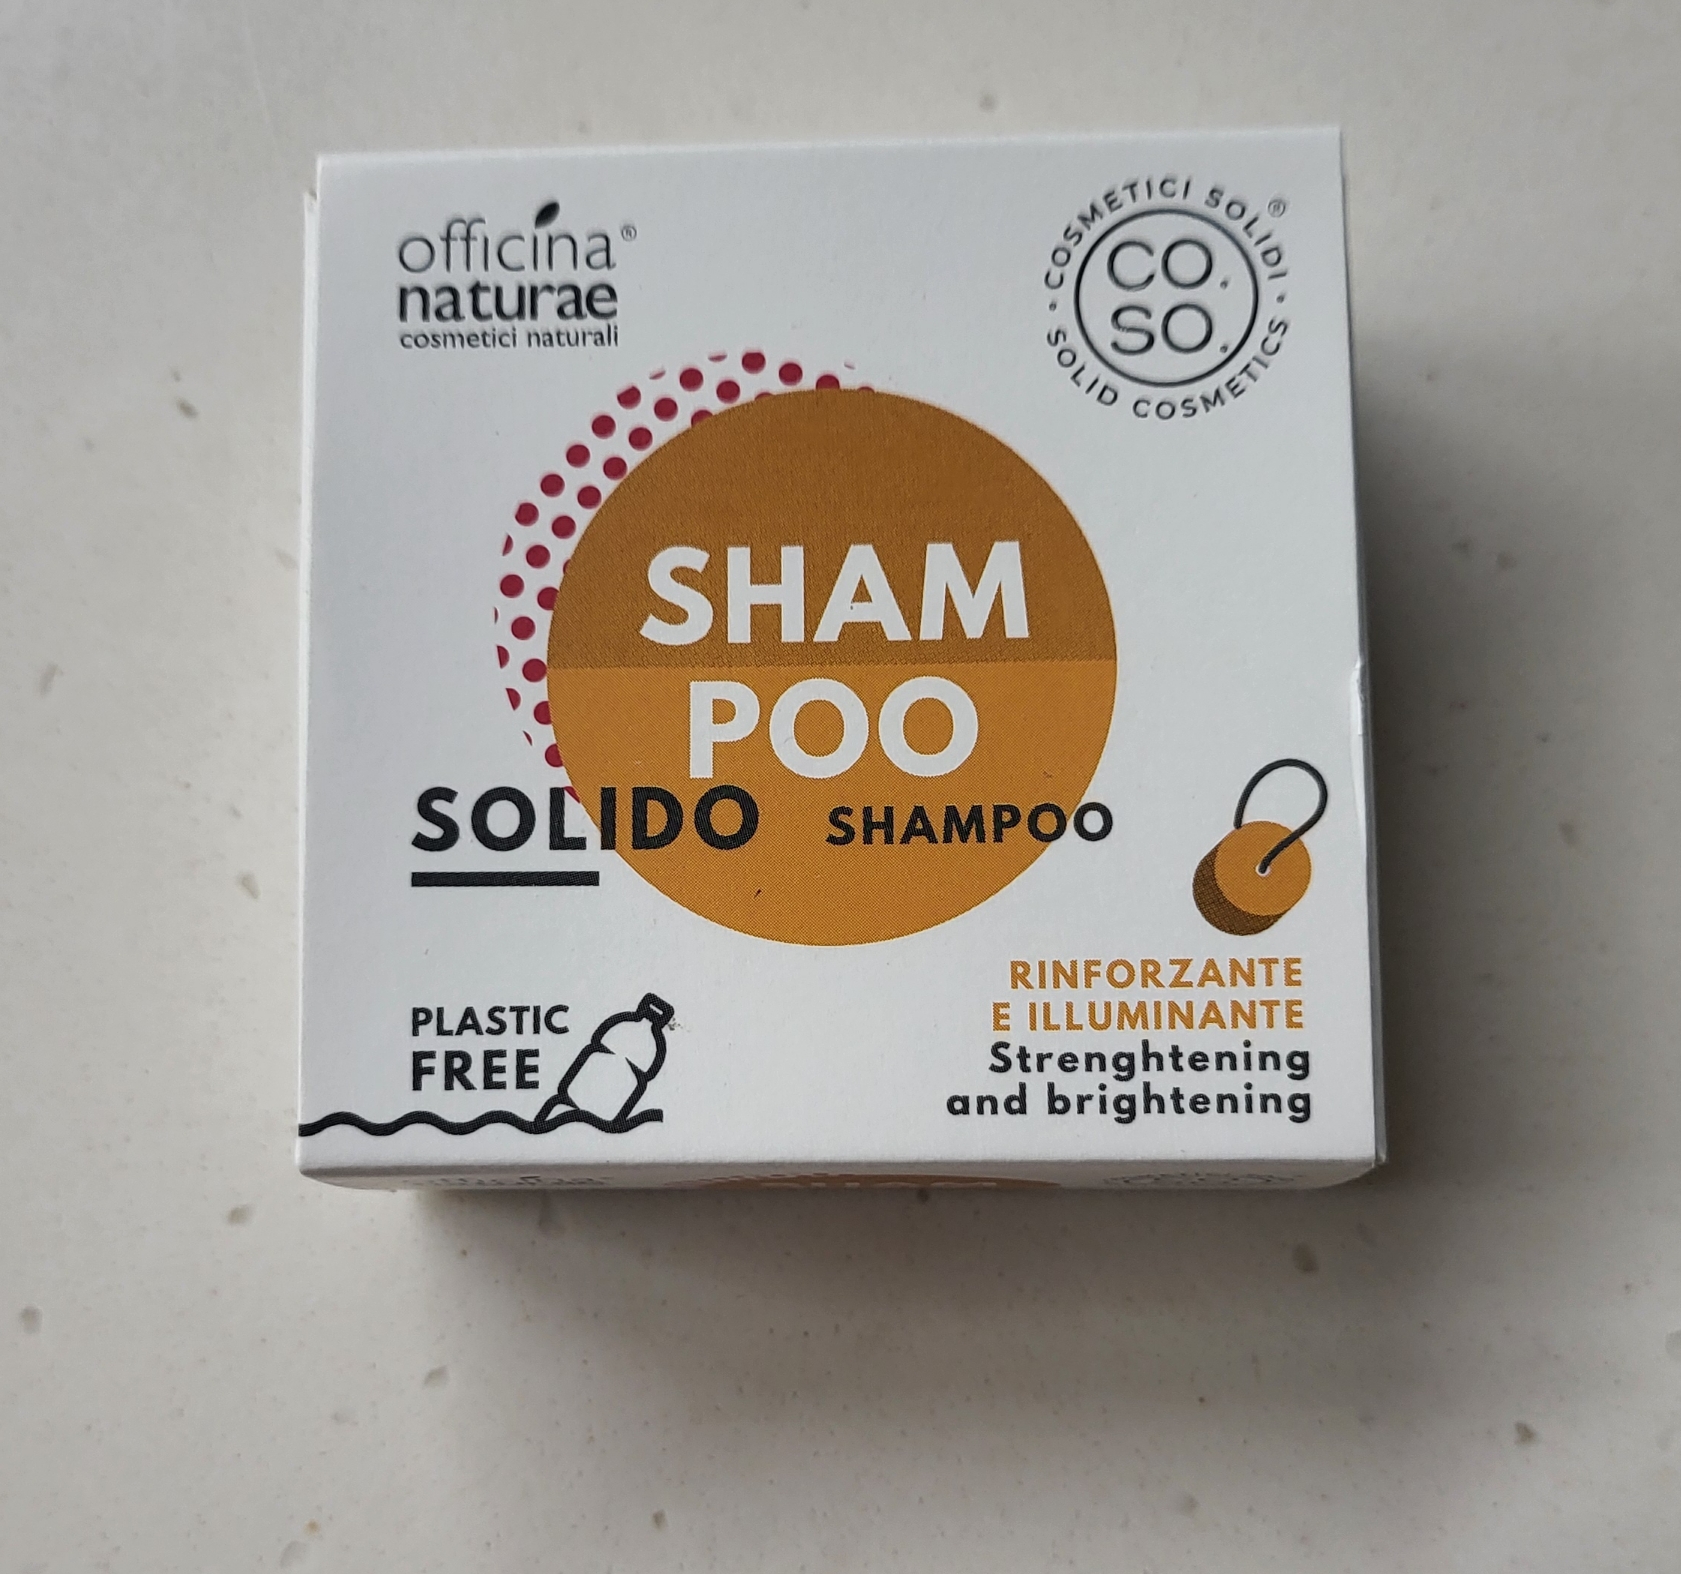 officina®
naturae
cosmetici naturali
COSMETICI SOLIDI®
CO.
SO.
SOLID COSMETICS
SHAM
POO
SOLIDO SHAMPOO
PLASTIC
FREE
RINFORZANTE
E ILLUMINANTE
Strenghtening
and brightening